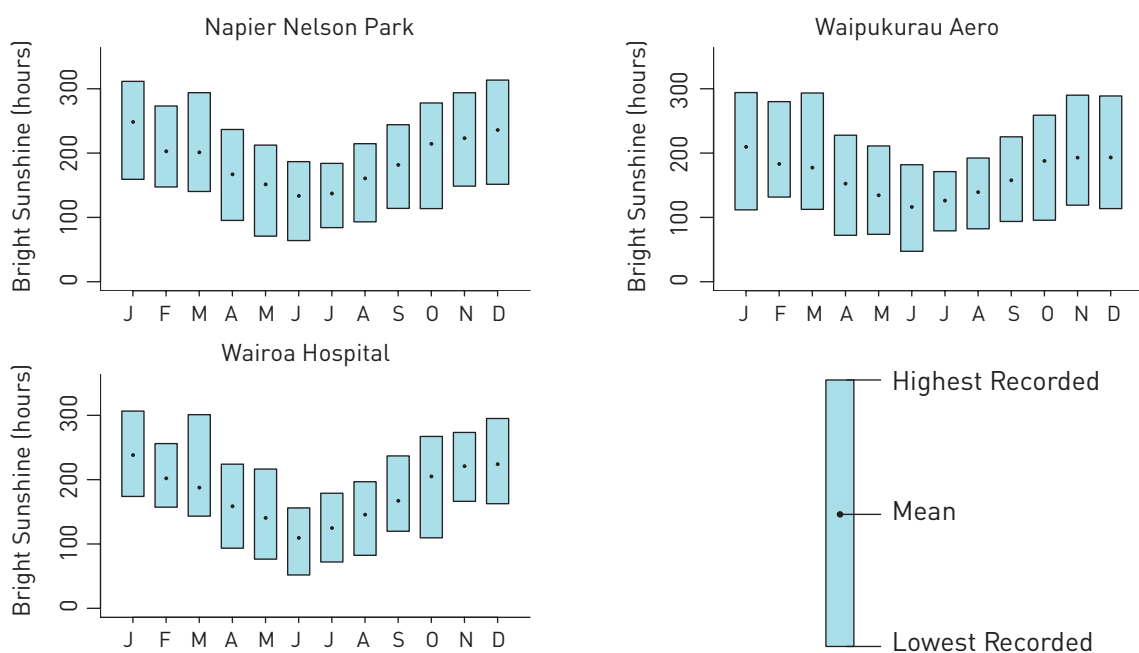 Napier Nelson Park
Bright Sunshine (hours)
300
200
100
0
J F M A M J J A S O N D
Waipukurau Aero
Bright Sunshine (hours)
300
200
100
0
J F M A M J J A S O N D
Wairoa Hospital
Bright Sunshine (hours)
300
200
100
0
J F M A M J J A S O N D
Highest Recorded
Mean
Lowest Recorded